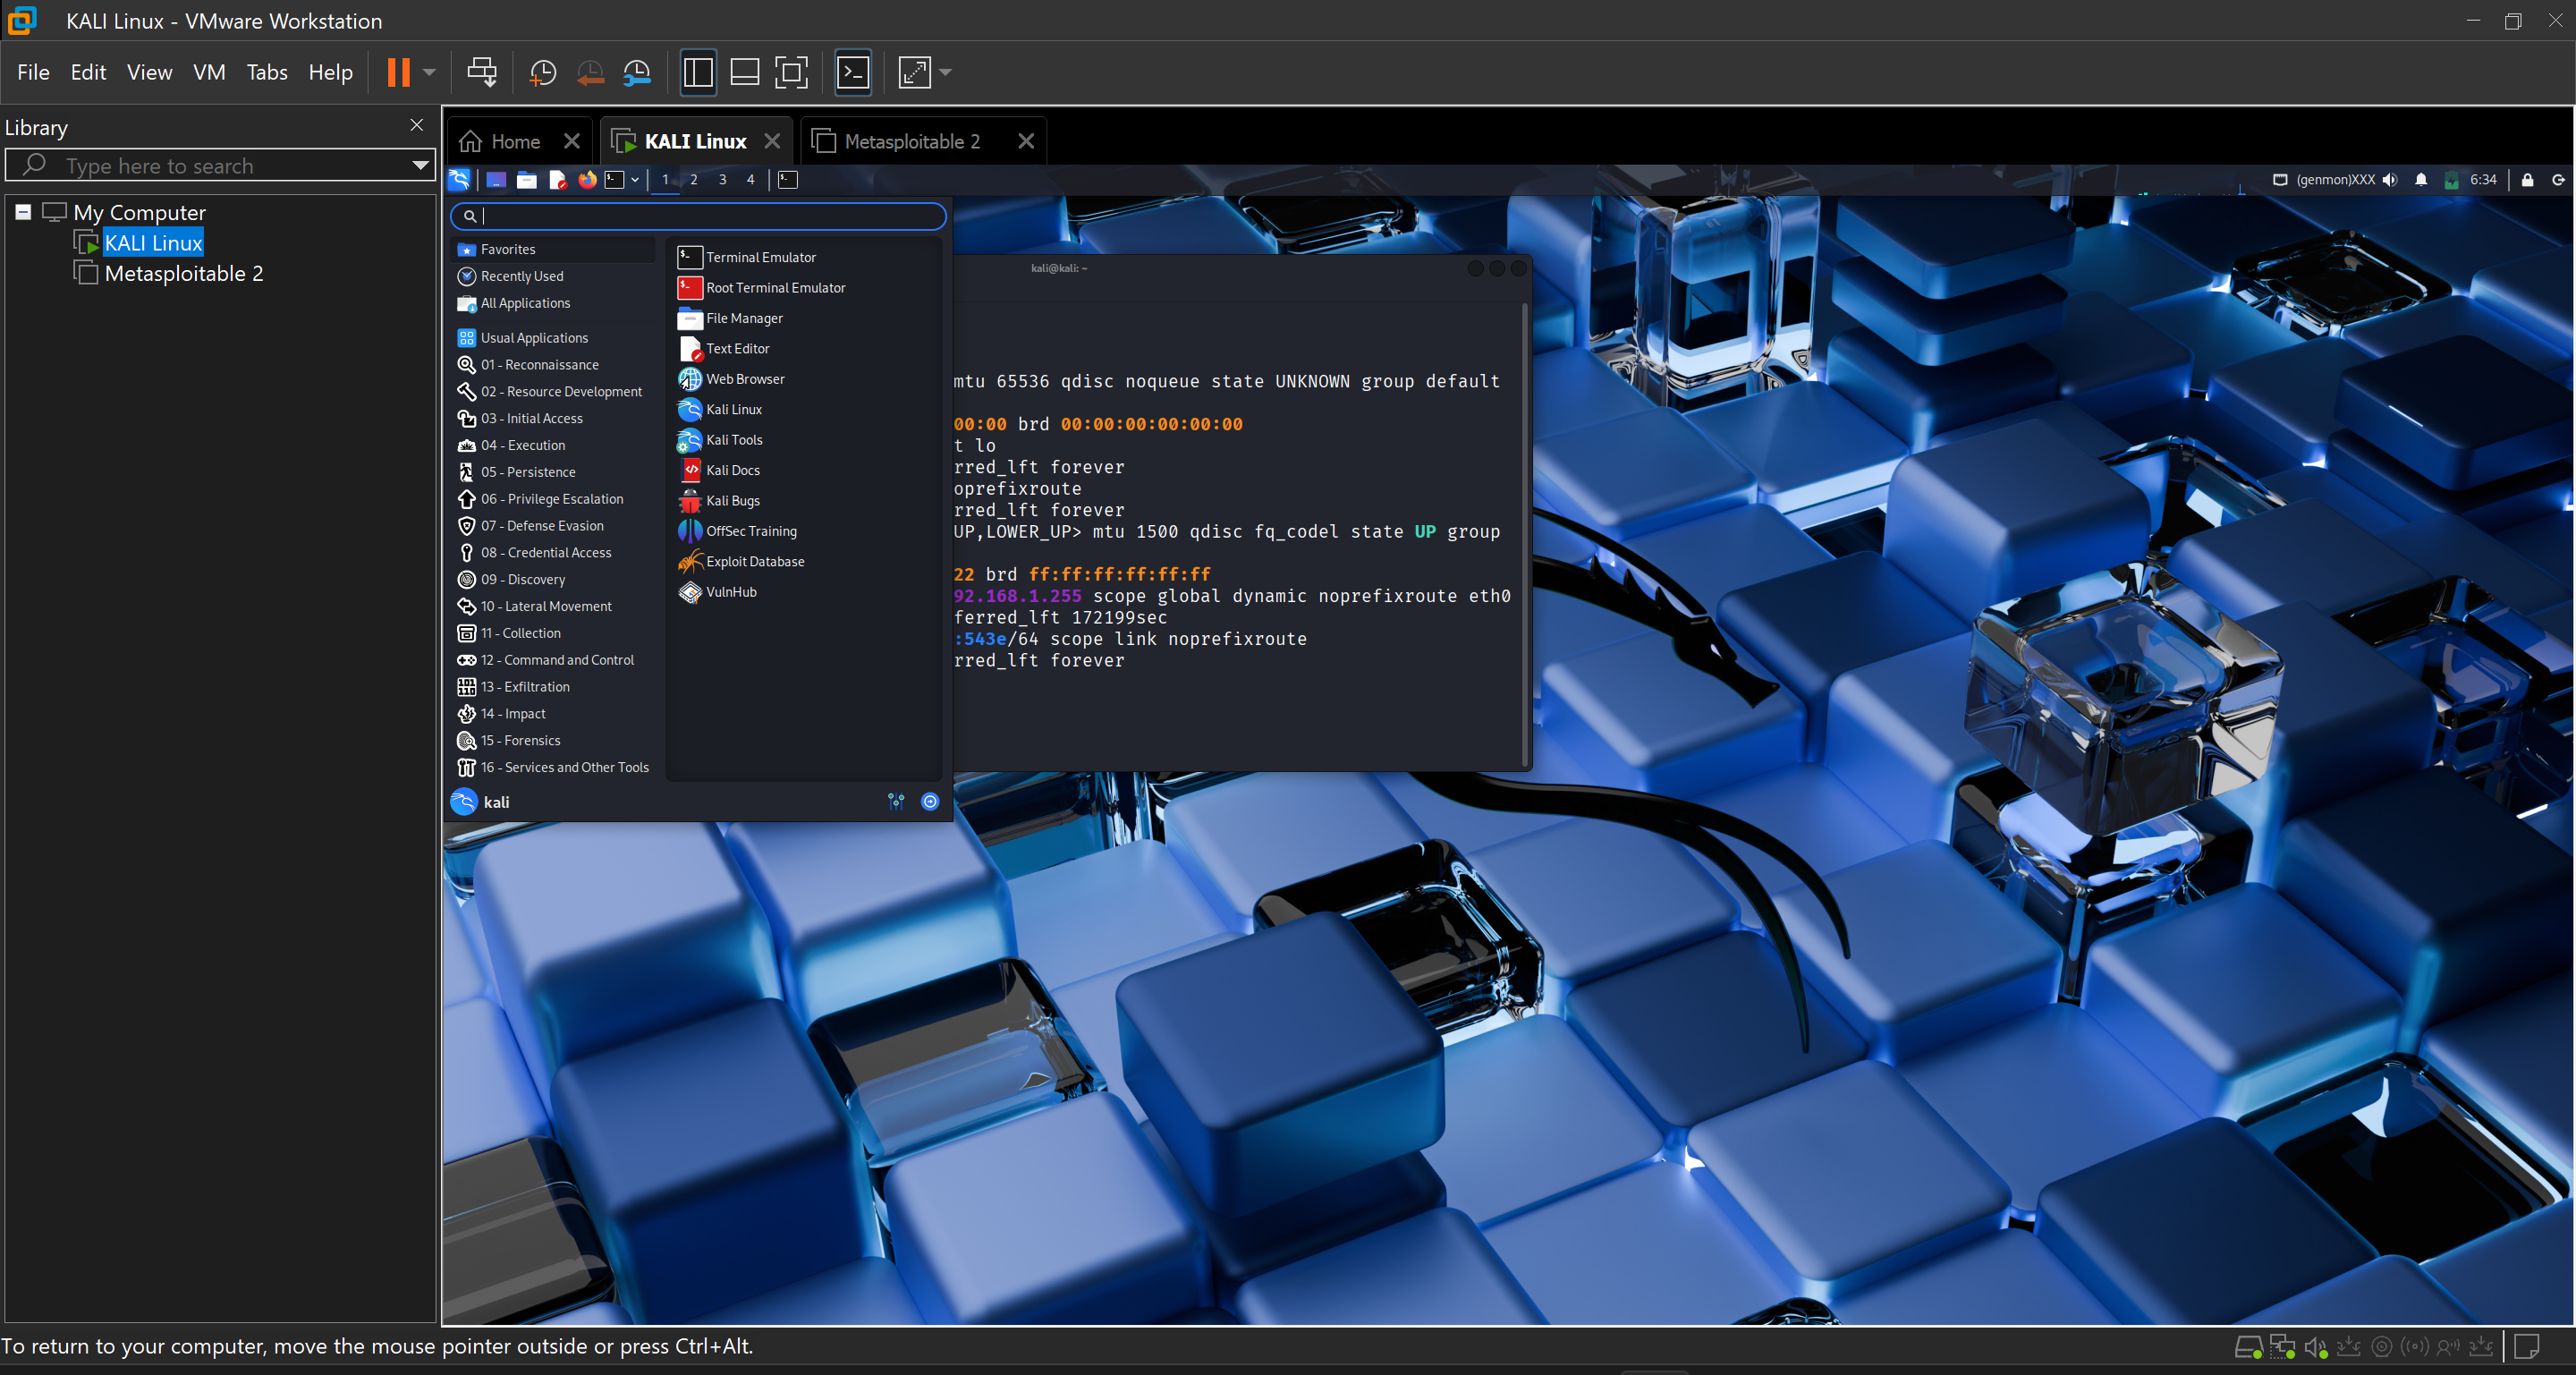 KALI Linux - VMware Workstation
File Edit View VM Tabs Help
Library
Type here to search
My Computer
KALI Linux
Metasploitable 2
Home
KALI Linux
Metasploitable 2
1 2 3 4
(genmon)XXX
6:34
Favorites
Recently Used
All Applications
Usual Applications
01 - Reconnaissance
02 - Resource Development
03 - Initial Access
04 - Execution
05 - Persistence
06 - Privilege Escalation
07 - Defense Evasion
08 - Credential Access
09 - Discovery
10 - Lateral Movement
11 - Collection
12 - Command and Control
13 - Exfiltration
14 - Impact
15 - Forensics
16 - Services and Other Tools
Terminal Emulator
Root Terminal Emulator
File Manager
Text Editor
Web Browser
Kali Linux
Kali Tools
Kali Docs
Kali Bugs
OffSec Training
Exploit Database
VulnHub
kali
kali@kali: ~
mtu 65536 qdisc noqueue state UNKNOWN group default
00:00 brd 00:00:00:00:00:00
t lo
rred_lft forever
oprefixroute
rred_lft forever
UP,LOWER_UP> mtu 1500 qdisc fq_codel state UP group
22 brd ff:ff:ff:ff:ff:ff
92.168.1.255 scope global dynamic noprefixroute eth0
ferred_lft 172199sec
:543e/64 scope link noprefixroute
rred_lft forever
To return to your computer, move the mouse pointer outside or press Ctrl+Alt.